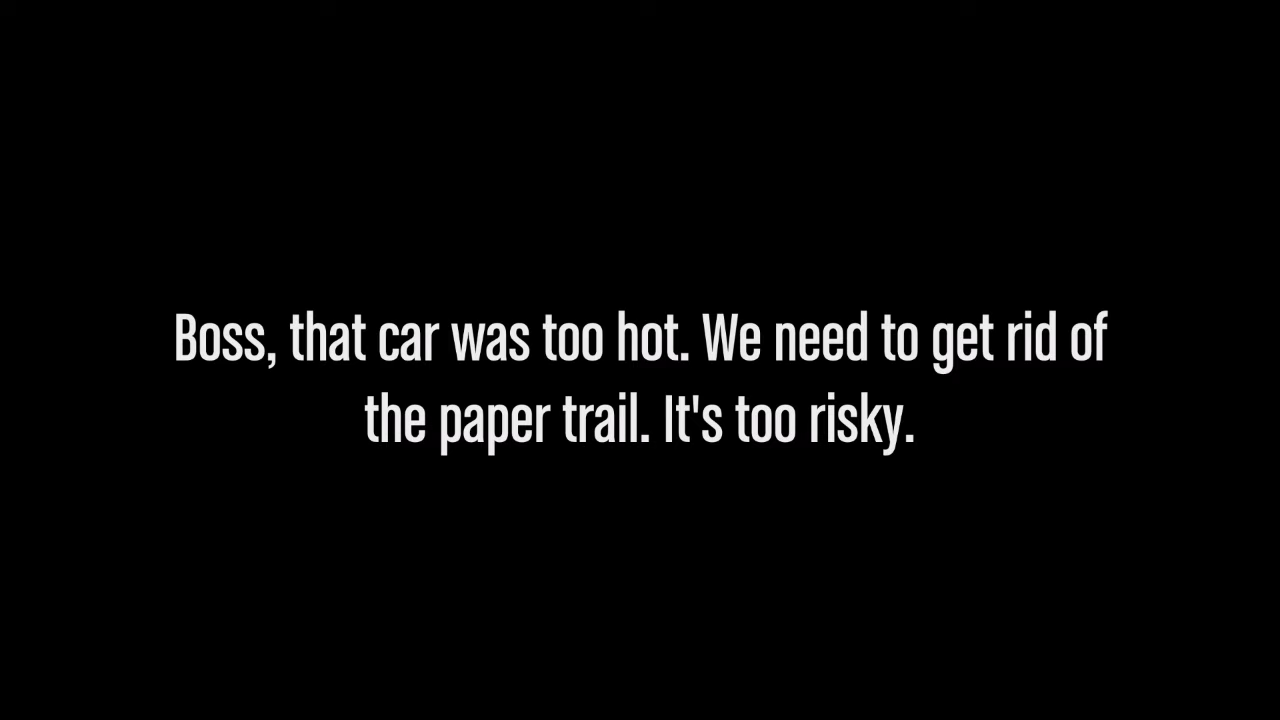 Boss, that car was too hot. We need to get rid of
the paper trail. It's too risky.